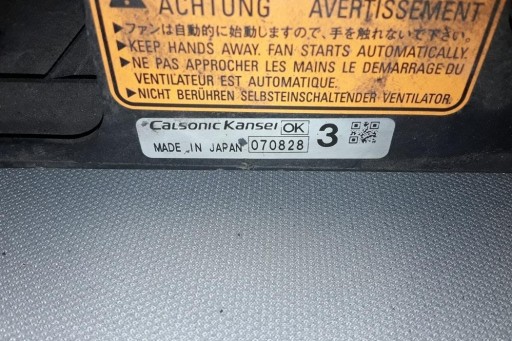 ACHTUNG AVERTISSEMENT
▶ファンは自動的に始動しますので、手を触れないで下さい。
▶KEEP HANDS AWAY. FAN STARTS AUTOMATICALLY.
▶NE PAS APPROCHER LES MAINS LE DEMARRAGE DU
VENTILATEUR EST AUTOMATIQUE.
▶NICHT BERÜHREN SELBSTEINSCHALTENDER VENTILATOR.
CalsonicKansei OK 3
MADE IN JAPAN 070828